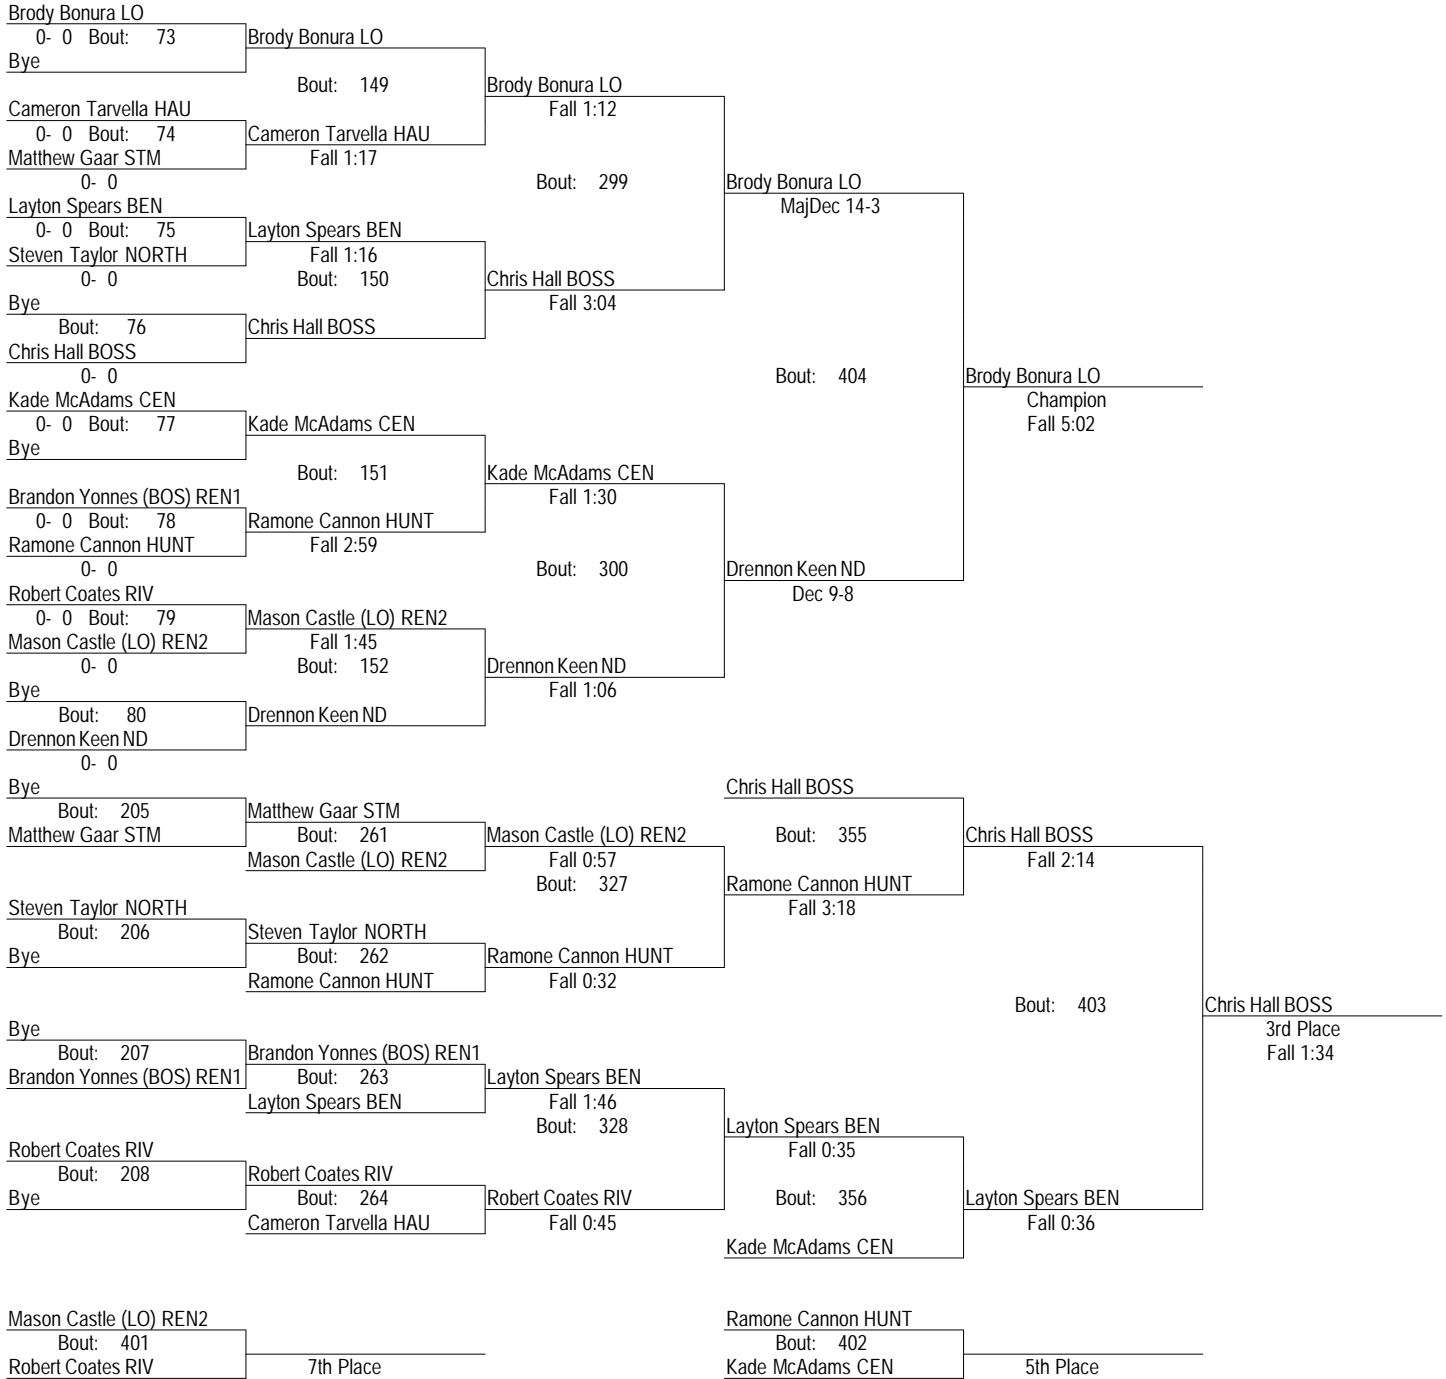 Brody Bonura LO
0- 0 Bout: 73 Brody Bonura LO
Bye
Bout: 149 Brody Bonura LO
Cameron Tarvella HAU Fall 1:12
0- 0 Bout: 74 Cameron Tarvella HAU
Matthew Gaar STM Fall 1:17
0- 0 Bout: 299 Brody Bonura LO
Layton Spears BEN MajDec 14-3
0- 0 Bout: 75 Layton Spears BEN
Steven Taylor NORTH Fall 1:16
0- 0 Bout: 150 Chris Hall BOSS
Bye Fall 3:04
Bout: 76 Chris Hall BOSS
Chris Hall BOSS
0- 0 Bout: 404 Brody Bonura LO
Kade McAdams CEN Champion
0- 0 Bout: 77 Kade McAdams CEN Fall 5:02
Bye
Bout: 151 Kade McAdams CEN
Brandon Yonnes (BOS) REN1 Fall 1:30
0- 0 Bout: 78 Ramone Cannon HUNT
Ramone Cannon HUNT Fall 2:59
0- 0 Bout: 300 Drennon Keen ND
Robert Coates RIV Dec 9-8
0- 0 Bout: 79 Mason Castle (LO) REN2
Mason Castle (LO) REN2 Fall 1:45
0- 0 Bout: 152 Drennon Keen ND
Bye Fall 1:06
Bout: 80 Drennon Keen ND
Drennon Keen ND
0- 0
Bye Chris Hall BOSS
Bout: 205 Matthew Gaar STM
Matthew Gaar STM Bout: 261 Mason Castle (LO) REN2 Bout: 355 Chris Hall BOSS
Mason Castle (LO) REN2 Fall 0:57 Fall 2:14
Bout: 327 Ramone Cannon HUNT
Steven Taylor NORTH Fall 3:18
Bout: 206 Steven Taylor NORTH
Bye Bout: 262 Ramone Cannon HUNT
Ramone Cannon HUNT Fall 0:32
Bout: 403 Chris Hall BOSS
Bye 3rd Place
Bout: 207 Brandon Yonnes (BOS) REN1 Fall 1:34
Brandon Yonnes (BOS) REN1 Bout: 263 Layton Spears BEN
Layton Spears BEN Fall 1:46
Bout: 328 Layton Spears BEN
Robert Coates RIV Fall 0:35
Bout: 208 Robert Coates RIV
Bye Bout: 264 Robert Coates RIV Bout: 356 Layton Spears BEN
Cameron Tarvella HAU Fall 0:45 Fall 0:36
Kade McAdams CEN
Mason Castle (LO) REN2 Ramone Cannon HUNT
Bout: 401 Bout: 402
Robert Coates RIV 7th Place Kade McAdams CEN 5th Place